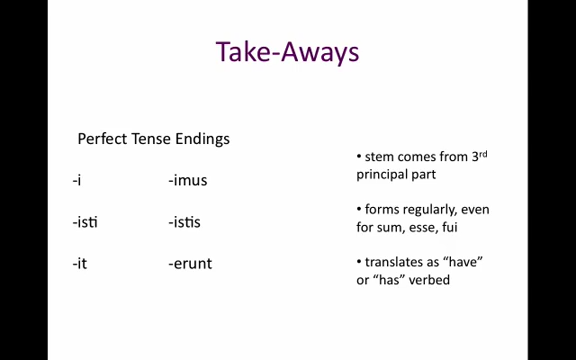 Take-Aways
Perfect Tense Endings
-i -imus
-isti -istis
-it -erunt
• stem comes from 3rd
principal part
• forms regularly, even
for sum, esse, fui
• translates as “have”
or “has” verbed